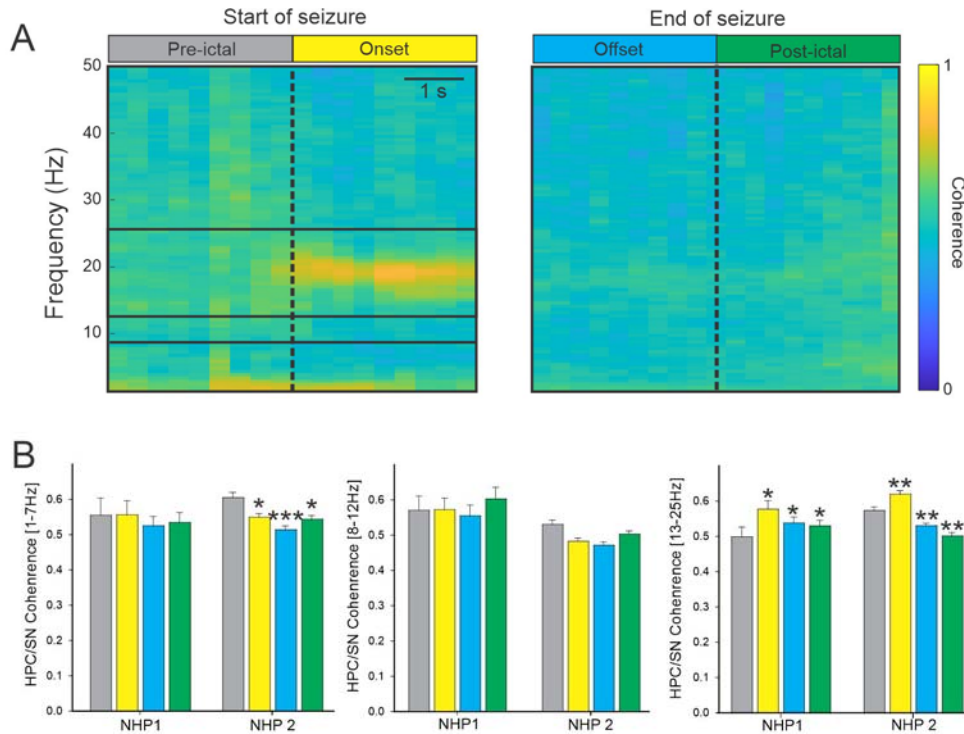 A
Start of seizure
End of seizure
Pre-ictal
Onset
Offset
Post-ictal
50
40
30
20
10
Frequency (Hz)
1 s
1
0
Coherence
B
HPC/SN Cohenrence [1-7Hz]
0.6
0.5
0.4
0.3
0.2
0.1
0.0
*
***
*
NHP1
NHP 2
HPC/SN Cohenrence [8-12Hz]
0.6
0.5
0.4
0.3
0.2
0.1
0.0
NHP1
NHP 2
HPC/SN Cohenrence [13-25Hz]
0.6
0.5
0.4
0.3
0.2
0.1
0.0
*
*
*
**
**
**
NHP1
NHP 2